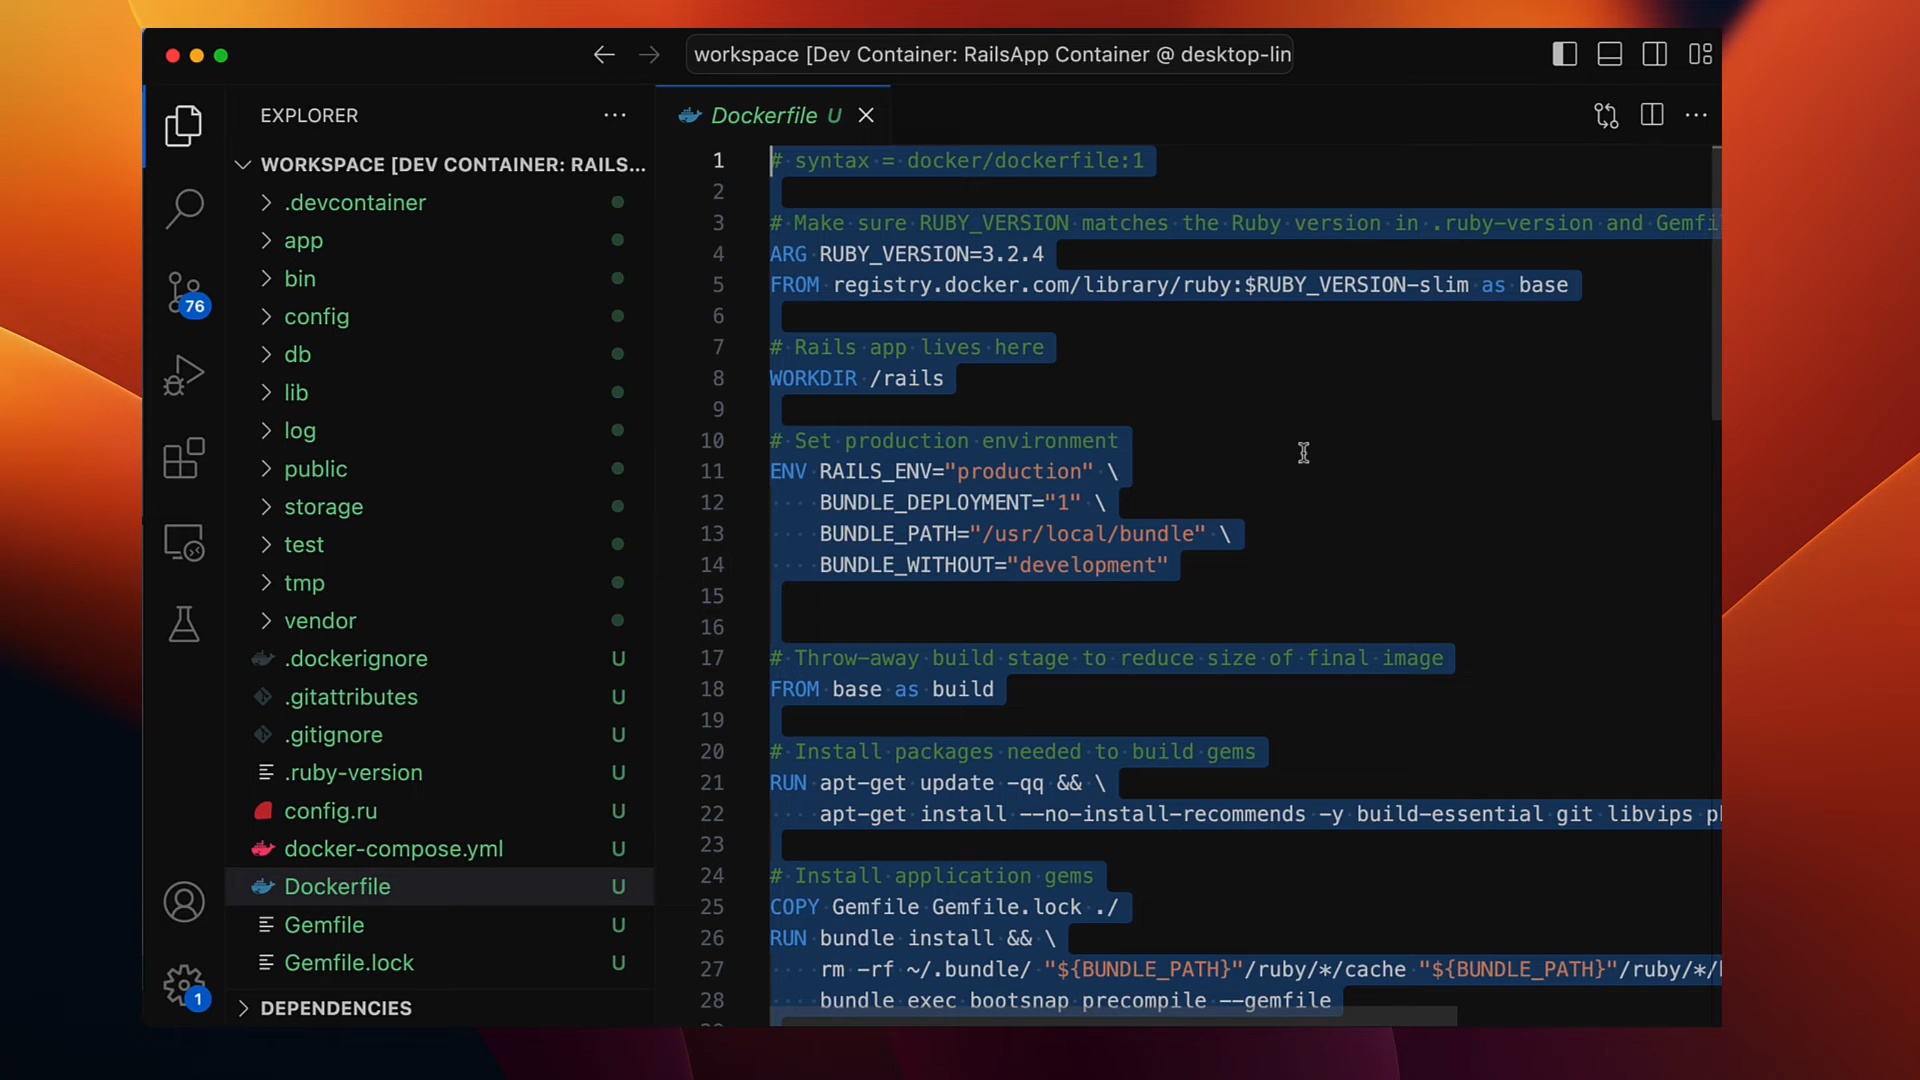 workspace [Dev Container: RailsApp Container @ desktop-lin
EXPLORER
WORKSPACE [DEV CONTAINER: RAILS...
.devcontainer
app
bin
config
db
lib
log
public
storage
test
tmp
vendor
.dockerignore U
.gitattributes U
.gitignore U
.ruby-version U
config.ru U
docker-compose.yml U
Dockerfile U
Gemfile U
Gemfile.lock U
DEPENDENCIES
76
1
Dockerfile U
1 # syntax = docker/dockerfile:1
2
3 # Make sure RUBY_VERSION matches the Ruby version in .ruby-version and Gemfi
4 ARG RUBY_VERSION=3.2.4
5 FROM registry.docker.com/library/ruby:$RUBY_VERSION-slim as base
6
7 # Rails app lives here
8 WORKDIR /rails
9
10 # Set production environment
11 ENV RAILS_ENV="production" \
12 BUNDLE_DEPLOYMENT="1" \
13 BUNDLE_PATH="/usr/local/bundle" \
14 BUNDLE_WITHOUT="development"
15
16
17 # Throw-away build stage to reduce size of final image
18 FROM base as build
19
20 # Install packages needed to build gems
21 RUN apt-get update -qq && \
22 apt-get install --no-install-recommends -y build-essential git libvips
23
24 # Install application gems
25 COPY Gemfile Gemfile.lock ./
26 RUN bundle install && \
27 rm -rf ~/.bundle/ "${BUNDLE_PATH}"/ruby/*/cache "${BUNDLE_PATH}"/ruby/*/
28 bundle exec bootsnap precompile --gemfile